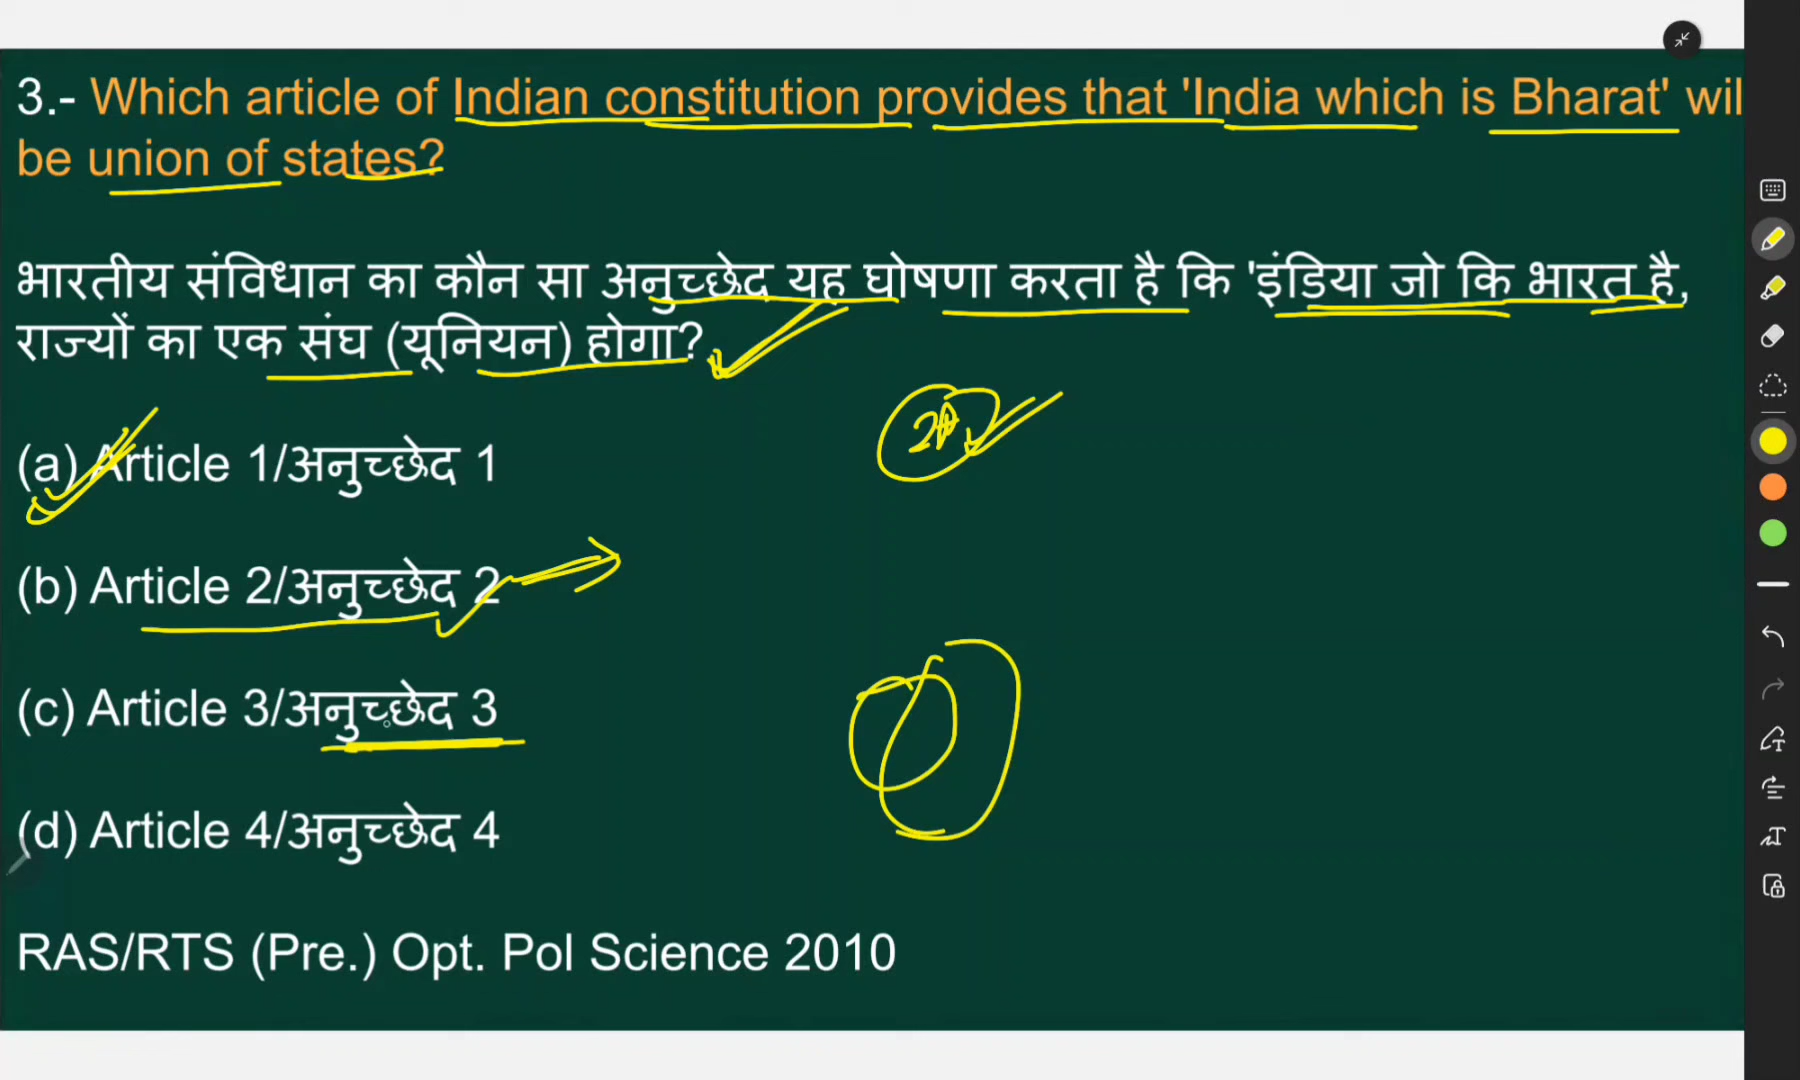 3.- Which article of Indian constitution provides that 'India which is Bharat' wil
be union of states?
भारतीय संविधान का कौन सा अनुच्छेद यह घोषणा करता है कि 'इंडिया जो कि भारत है,
राज्यों का एक संघ (यूनियन) होगा?
(a) Article 1/अनुच्छेद 1
(b) Article 2/अनुच्छेद 2
(c) Article 3/अनुच्छेद 3
(d) Article 4/अनुच्छेद 4
RAS/RTS (Pre.) Opt. Pol Science 2010